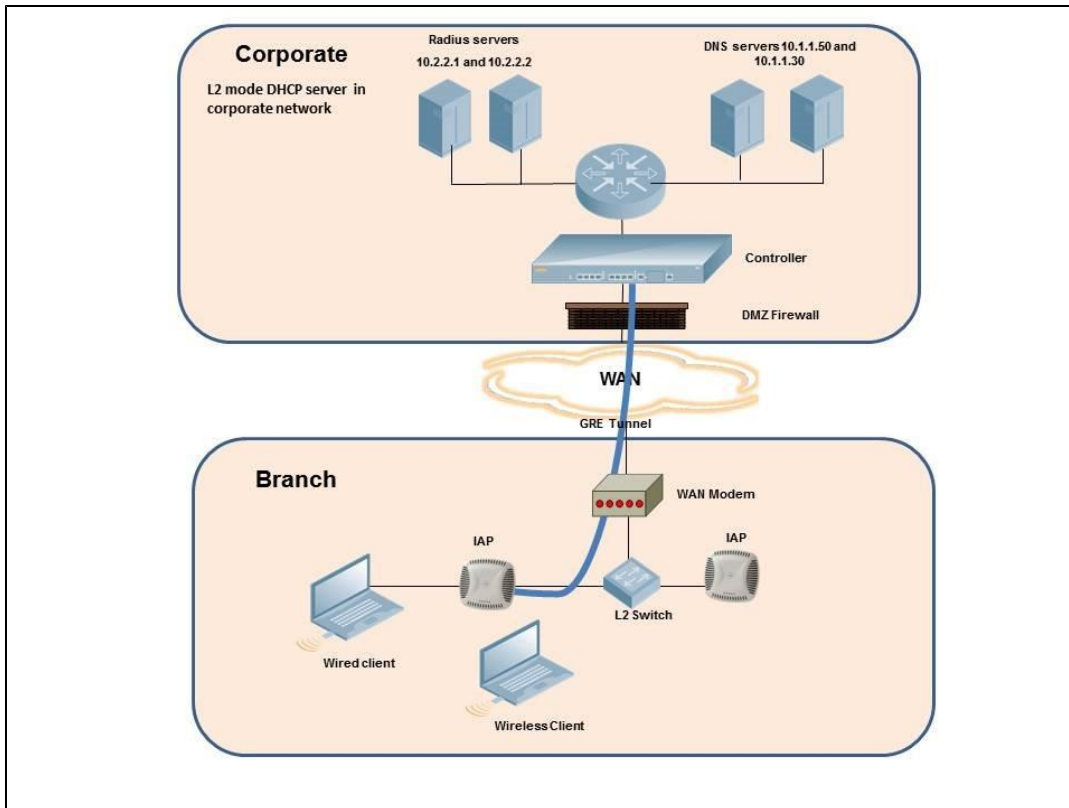 Corporate
L2 mode DHCP server in
corporate network
Radius servers
10.2.2.1 and 10.2.2.2
DNS servers 10.1.1.50 and
10.1.1.30
Controller
DMZ Firewall
WAN
GRE Tunnel
Branch
WAN Modem
IAP
IAP
L2 Switch
Wired client
Wireless Client